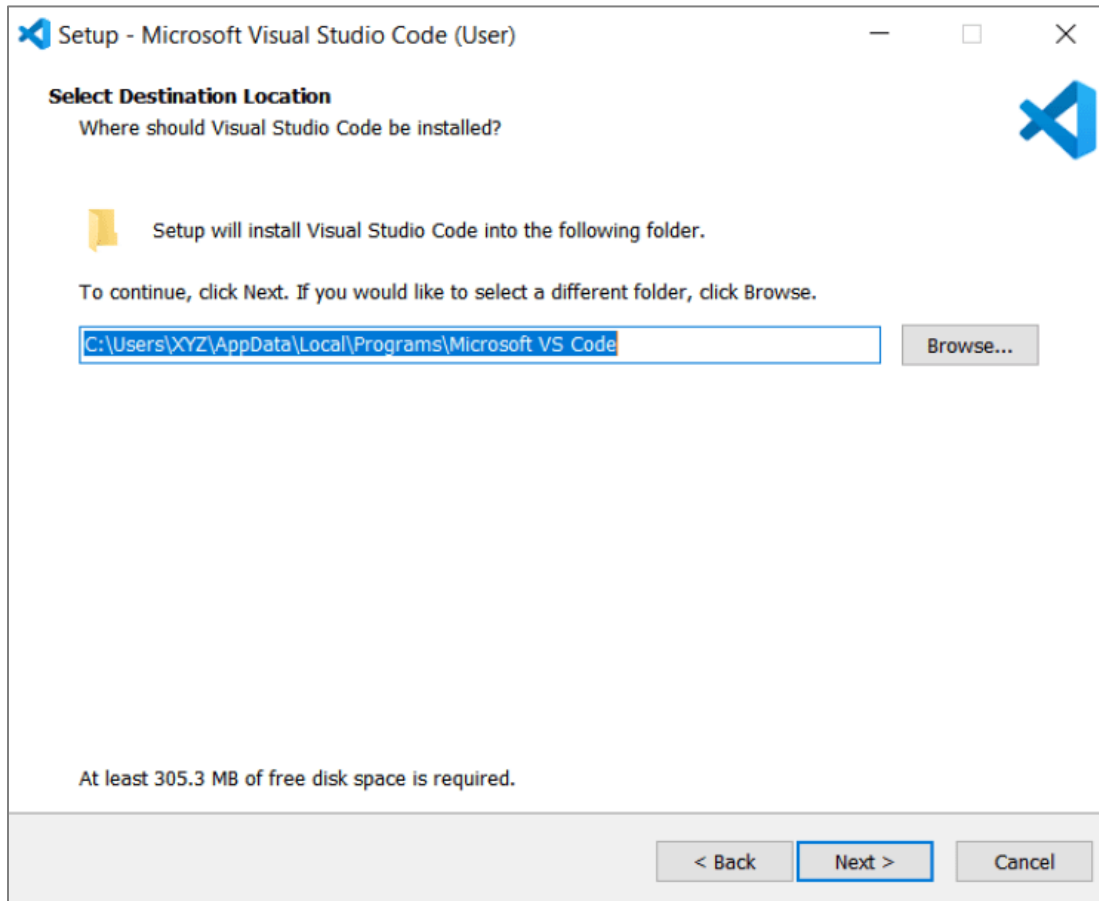 Setup - Microsoft Visual Studio Code (User)
Select Destination Location
Where should Visual Studio Code be installed?
Setup will install Visual Studio Code into the following folder.
To continue, click Next. If you would like to select a different folder, click Browse.
C:\Users\XYZ\AppData\Local\Programs\Microsoft VS Code
Browse...
At least 305.3 MB of free disk space is required.
< Back
Next >
Cancel